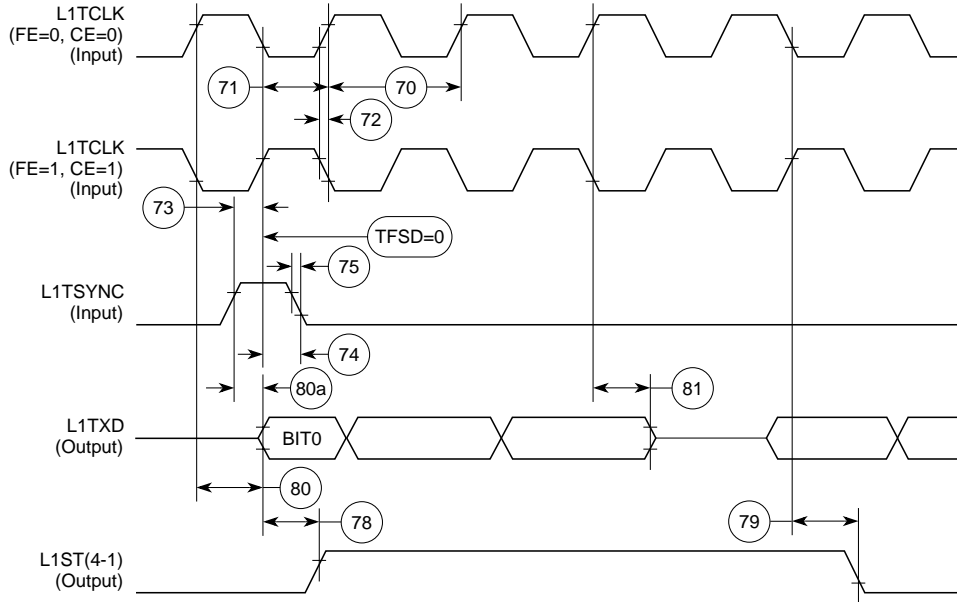 L1TCLK
(FE=0, CE=0)
(Input)
71
70
72
L1TCLK
(FE=1, CE=1)
(Input)
73
TFSD=0
75
L1TSYNC
(Input)
74
80a
81
L1TXD
(Output)
BIT0
80
78
79
L1ST(4-1)
(Output)